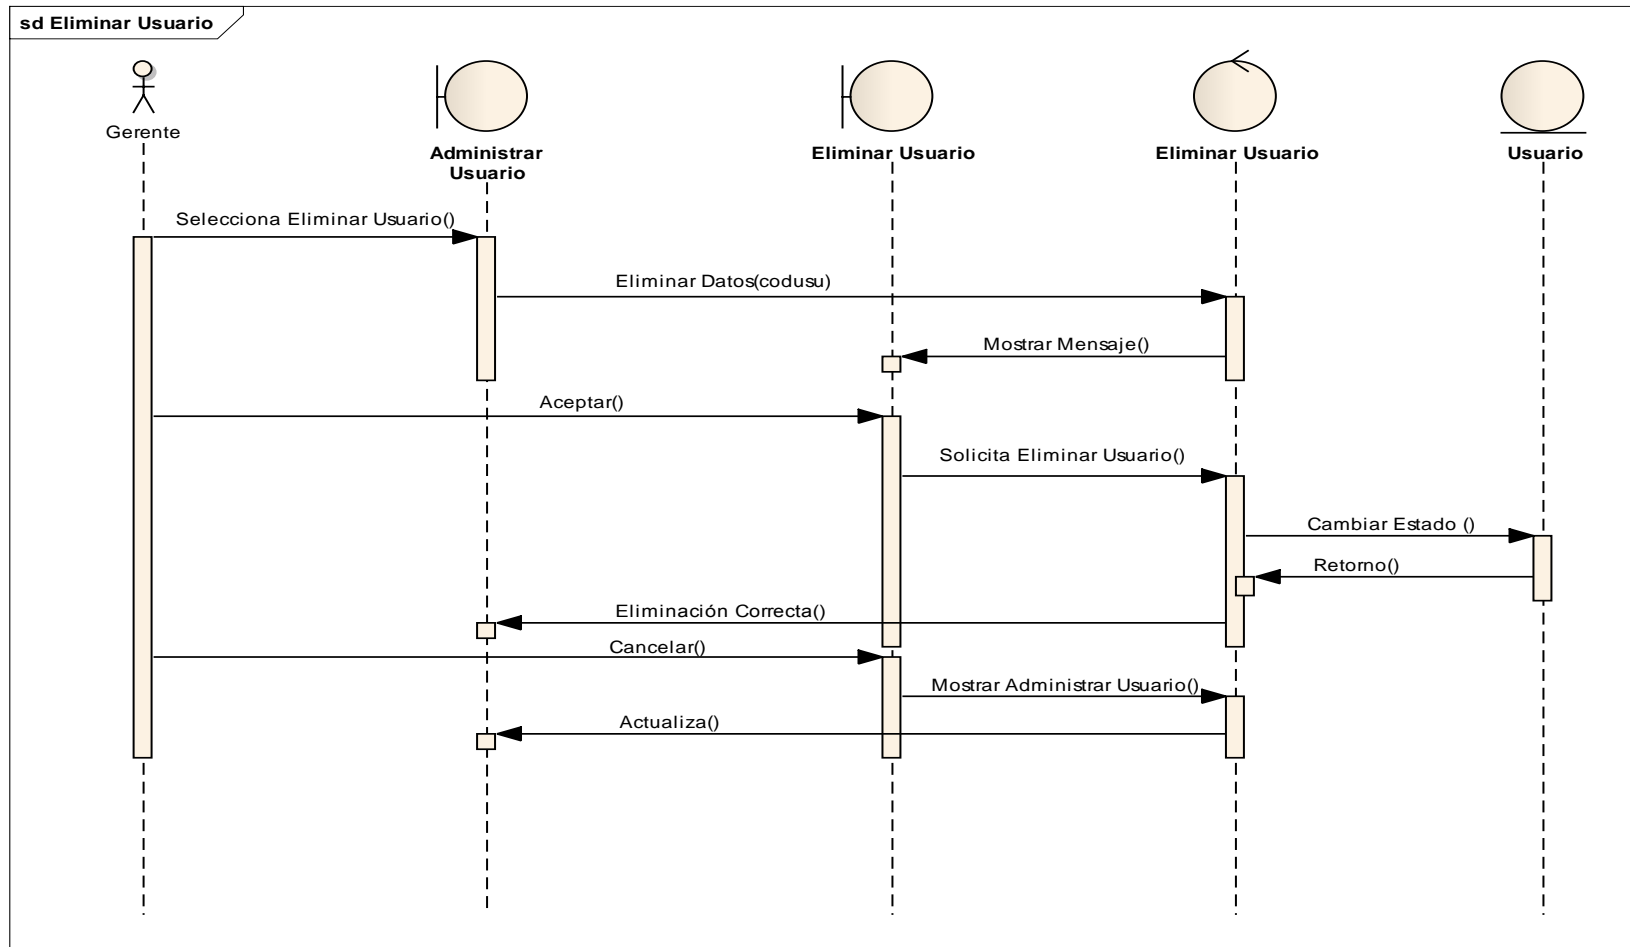 sd Eliminar Usuario
Gerente
Administrar
Usuario
Eliminar Usuario
Eliminar Usuario
Usuario
Selecciona Eliminar Usuario()
Eliminar Datos(codusu)
Mostrar Mensaje()
Aceptar()
Solicita Eliminar Usuario()
Cambiar Estado ()
Retorno()
Eliminación Correcta()
Cancelar()
Mostrar Administrar Usuario()
Actualiza()